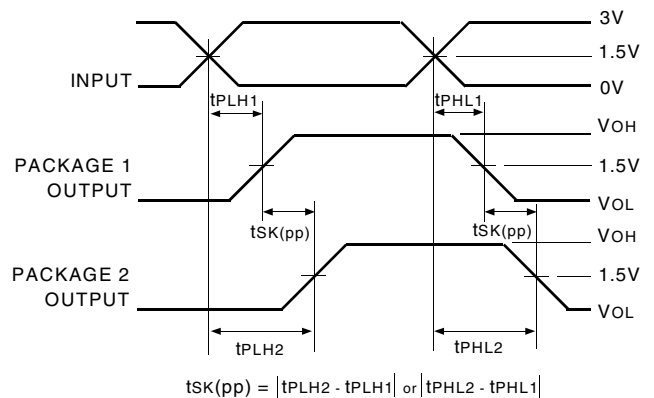 3V
1.5V
INPUT
0V
tPLH1
tPHL1
VOH
PACKAGE 1
OUTPUT
1.5V
VOL
tSK(pp)
tSK(pp)
VOH
PACKAGE 2
OUTPUT
1.5V
VOL
tPLH2
tPHL2
tSK(pp) = |tPLH2 - tPLH1| or |tPHL2 - tPHL1|